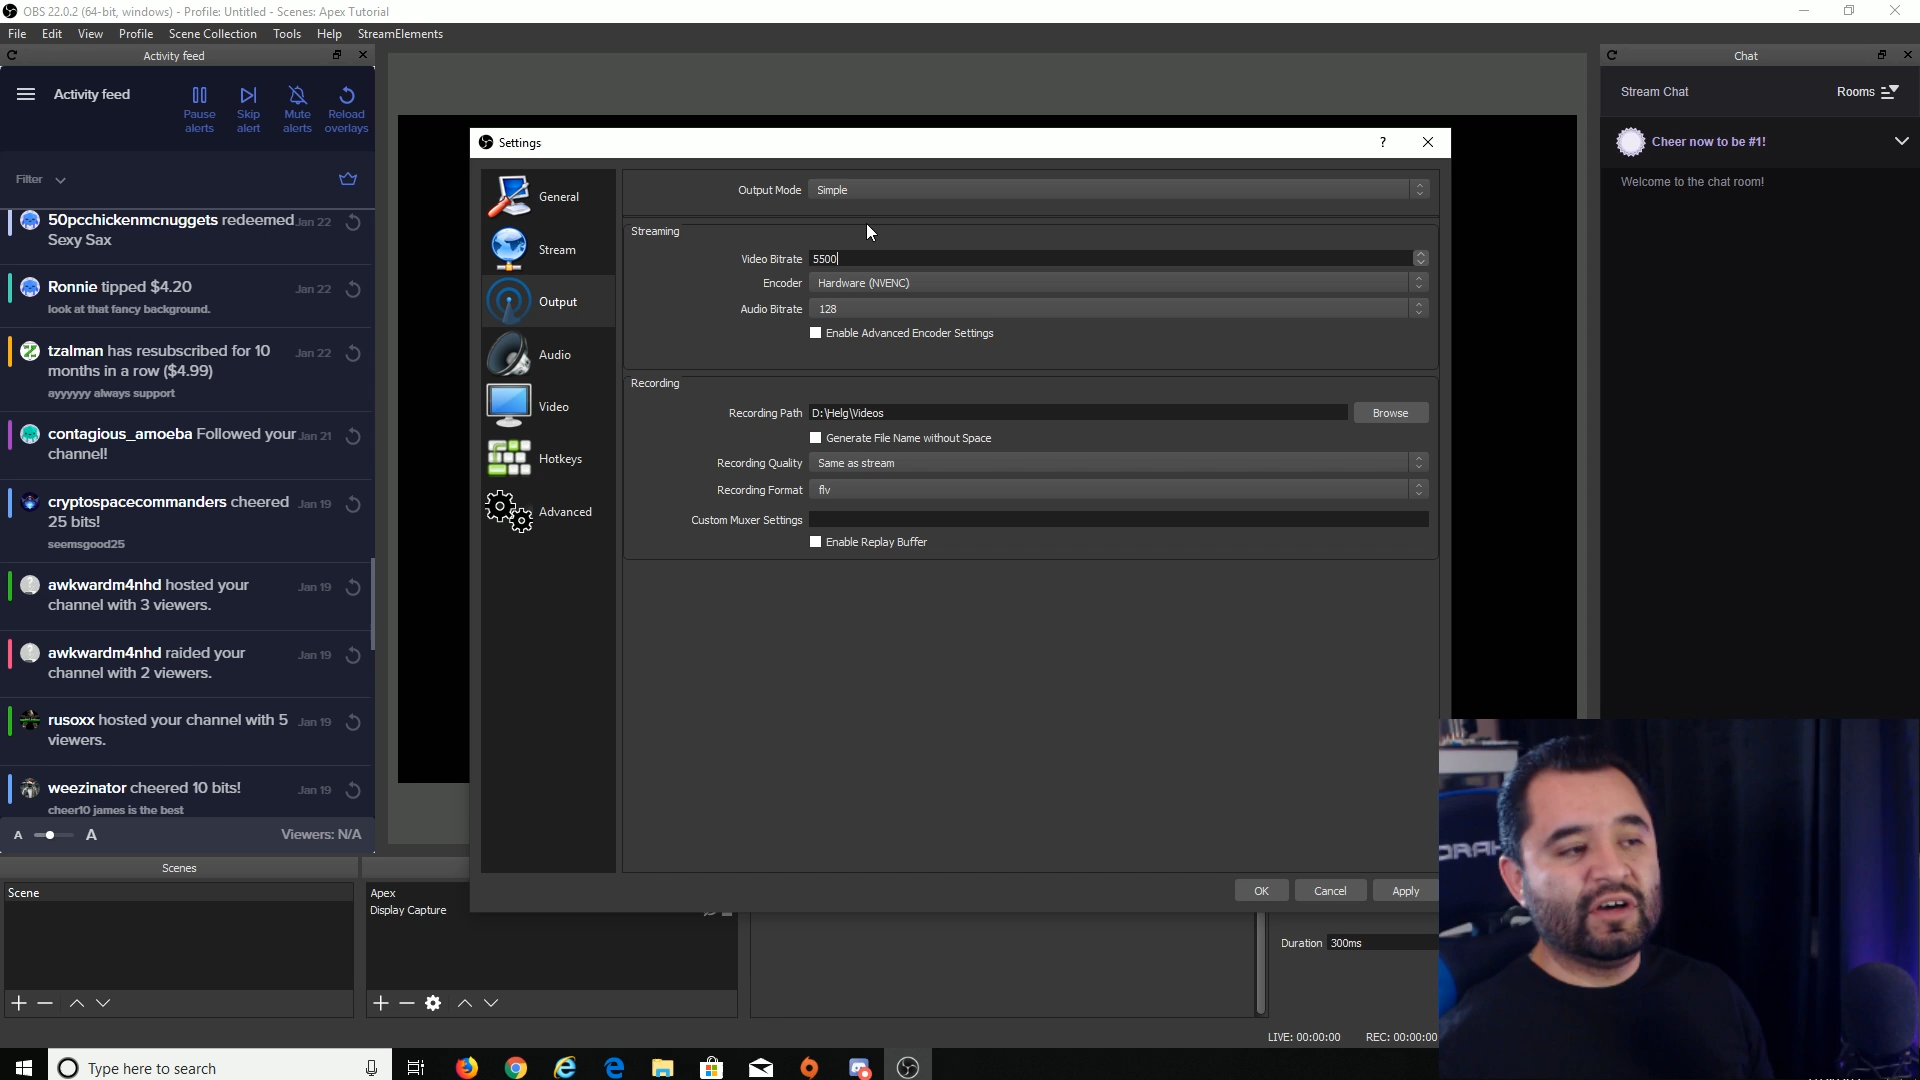 OBS 22.0.2 (64-bit, windows) - Profile: Untitled - Scenes: Apex Tutorial
File Edit View Profile Scene Collection Tools Help StreamElements
Activity feed
Activity feed
Pause alerts
Skip alert
Mute alerts
Reload overlays
Filter
50pcchickenmcnuggets redeemed Jan 22
Sexy Sax
Ronnie tipped $4.20 Jan 22
look at that fancy background.
tzalman has resubscribed for 10 Jan 22
months in a row ($4.99)
ayyyyyy always support
contagious_amoeba Followed your Jan 21
channel!
cryptospacecommanders cheered Jan 19
25 bits!
seemsgood25
awkwardm4nhd hosted your Jan 19
channel with 3 viewers.
awkwardm4nhd raided your Jan 19
channel with 2 viewers.
rusoxx hosted your channel with 5 Jan 19
viewers.
weezinator cheered 10 bits! Jan 19
cheer10 james is the best
A A Viewers: N/A
Scenes
Scene
Apex
Display Capture
Settings ?
General
Stream
Output
Audio
Video
Hotkeys
Advanced
Output Mode Simple
Streaming
Video Bitrate 5500
Encoder Hardware (NVENC)
Audio Bitrate 128
Enable Advanced Encoder Settings
Recording
Recording Path D:\Helg\Videos Browse
Generate File Name without Space
Recording Quality Same as stream
Recording Format flv
Custom Muxer Settings
Enable Replay Buffer
OK Cancel Apply
Duration 300ms
LIVE: 00:00:00 REC: 00:00:00
Chat
Stream Chat Rooms
Cheer now to be #1!
Welcome to the chat room!
Type here to search